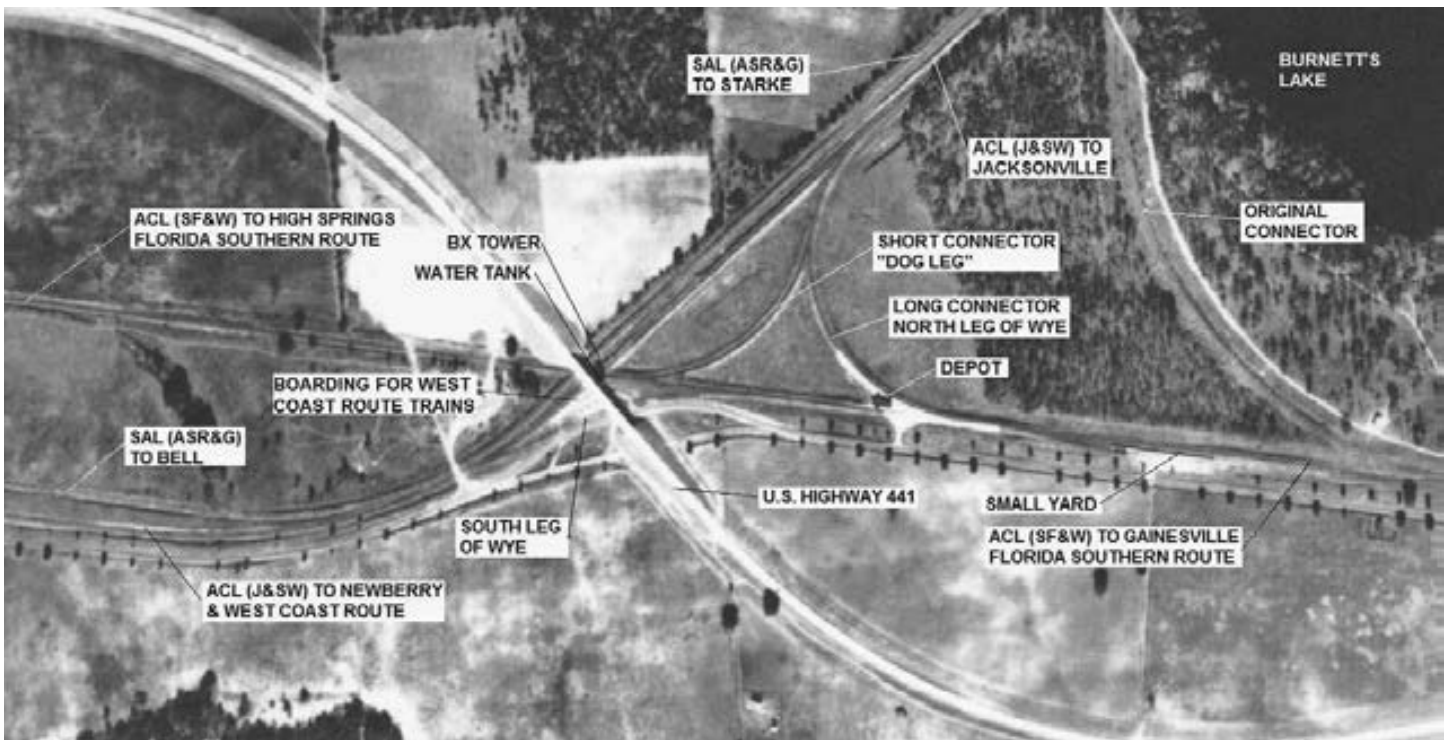 SAL (ASR&G)
TO STARKE
BURNETT'S
LAKE
ACL (J&SW) TO
JACKSONVILLE
ACL (SF&W) TO HIGH SPRINGS
FLORIDA SOUTHERN ROUTE
ORIGINAL
CONNECTOR
BX TOWER
WATER TANK
SHORT CONNECTOR
"DOG LEG"
LONG CONNECTOR
NORTH LEG OF WYE
DEPOT
BOARDING FOR WEST
COAST ROUTE TRAINS
SAL (ASR&G)
TO BELL
U.S. HIGHWAY 441
SMALL YARD
SOUTH LEG
OF WYE
ACL (SF&W) TO GAINESVILLE
FLORIDA SOUTHERN ROUTE
ACL (J&SW) TO NEWBERRY
& WEST COAST ROUTE